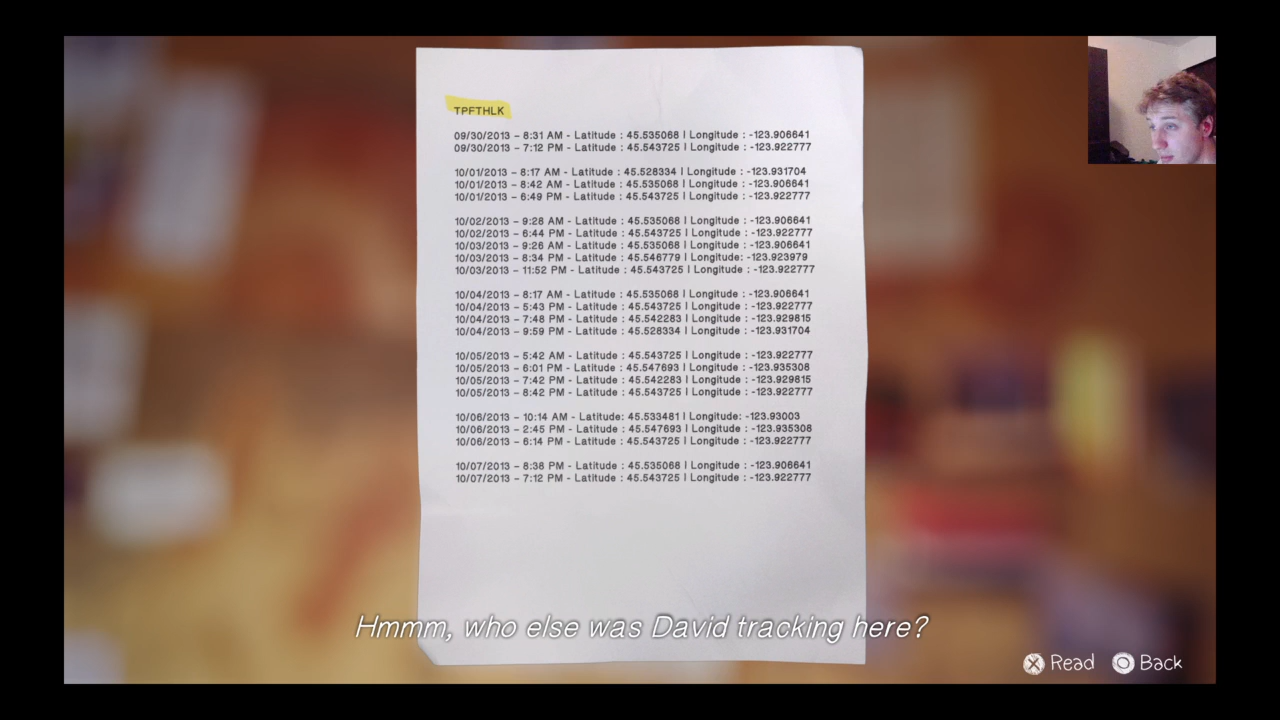 TPFTHLK
09/30/2013 – 8:31 AM - Latitude : 45.535068 | Longitude : -123.906641
09/30/2013 – 7:12 PM - Latitude : 45.543725 | Longitude : -123.922777
10/01/2013 – 8:17 AM - Latitude : 45.528334 | Longitude : -123.931704
10/01/2013 – 8:42 AM - Latitude : 45.535068 | Longitude : -123.906641
10/01/2013 – 6:49 PM - Latitude : 45.543725 | Longitude : -123.922777
10/02/2013 – 9:28 AM - Latitude : 45.535068 | Longitude : -123.906641
10/02/2013 – 6:44 PM - Latitude : 45.543725 | Longitude : -123.922777
10/03/2013 – 9:26 AM - Latitude : 45.535068 | Longitude : -123.906641
10/03/2013 – 8:34 PM - Latitude : 45.546779 | Longitude: -123.923979
10/03/2013 – 11:52 PM - Latitude : 45.543725 | Longitude : -123.922777
10/04/2013 – 8:17 AM - Latitude : 45.535068 | Longitude : -123.906641
10/04/2013 – 5:43 PM - Latitude : 45.543725 | Longitude : -123.922777
10/04/2013 – 7:48 PM - Latitude : 45.542283 | Longitude : -123.929815
10/04/2013 – 9:59 PM - Latitude : 45.528334 | Longitude : -123.931704
10/05/2013 – 5:42 AM - Latitude : 45.543725 | Longitude : -123.922777
10/05/2013 – 6:01 PM - Latitude : 45.547693 | Longitude : -123.935308
10/05/2013 – 7:42 PM - Latitude : 45.542283 | Longitude : -123.929815
10/05/2013 – 8:42 PM - Latitude : 45.543725 | Longitude : -123.922777
10/06/2013 – 10:14 AM - Latitude: 45.533481 | Longitude: -123.93003
10/06/2013 – 2:45 PM - Latitude : 45.547693 | Longitude : -123.935308
10/06/2013 – 6:14 PM - Latitude : 45.543725 | Longitude : -123.922777
10/07/2013 – 8:38 PM - Latitude : 45.535068 | Longitude : -123.906641
10/07/2013 – 7:12 PM - Latitude : 45.543725 | Longitude : -123.922777
Hmmm, who else was David tracking here?
Read Back